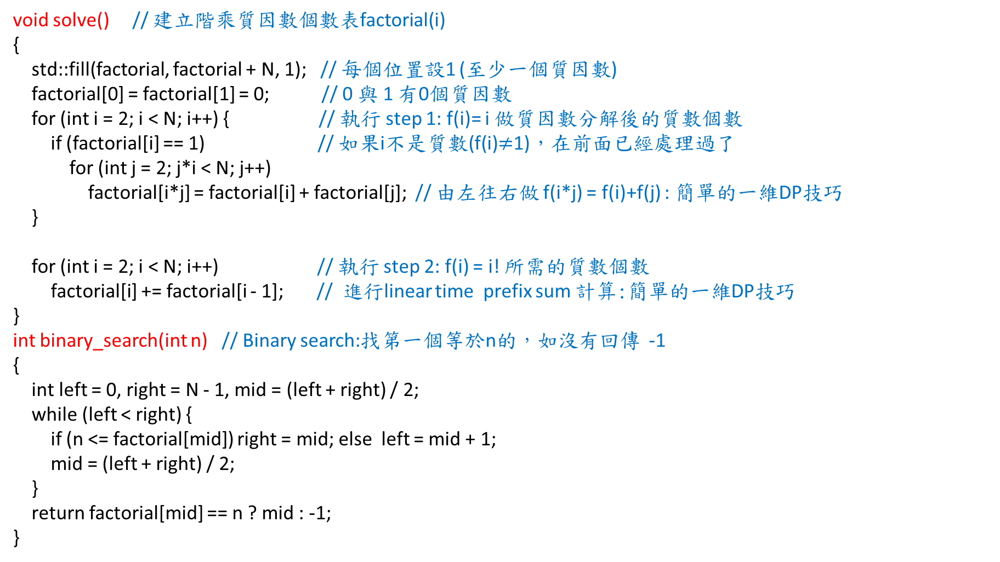 void solve() // 建立階乘質因數個數表factorial(i)
{
std::fill(factorial, factorial + N, 1); // 每個位置設1 (至少一個質因數)
factorial[0] = factorial[1] = 0; // 0 與 1 有0個質因數
for (int i = 2; i < N; i++) { // 執行 step 1: f(i)= i 做質因數分解後的質數個數
if (factorial[i] == 1) // 如果i不是質數(f(i)≠1)，在前面已經處理過了
for (int j = 2; j*i < N; j++)
factorial[i*j] = factorial[i] + factorial[j]; // 由左往右做 f(i*j) = f(i)+f(j) : 簡單的一維DP技巧
}
for (int i = 2; i < N; i++) // 執行 step 2: f(i) = i! 所需的質數個數
factorial[i] += factorial[i - 1]; // 進行linear time prefix sum 計算 : 簡單的一維DP技巧
}
int binary_search(int n) // Binary search:找第一個等於n的，如沒有回傳 -1
{
int left = 0, right = N - 1, mid = (left + right) / 2;
while (left < right) {
if (n <= factorial[mid]) right = mid; else left = mid + 1;
mid = (left + right) / 2;
}
return factorial[mid] == n ? mid : -1;
}